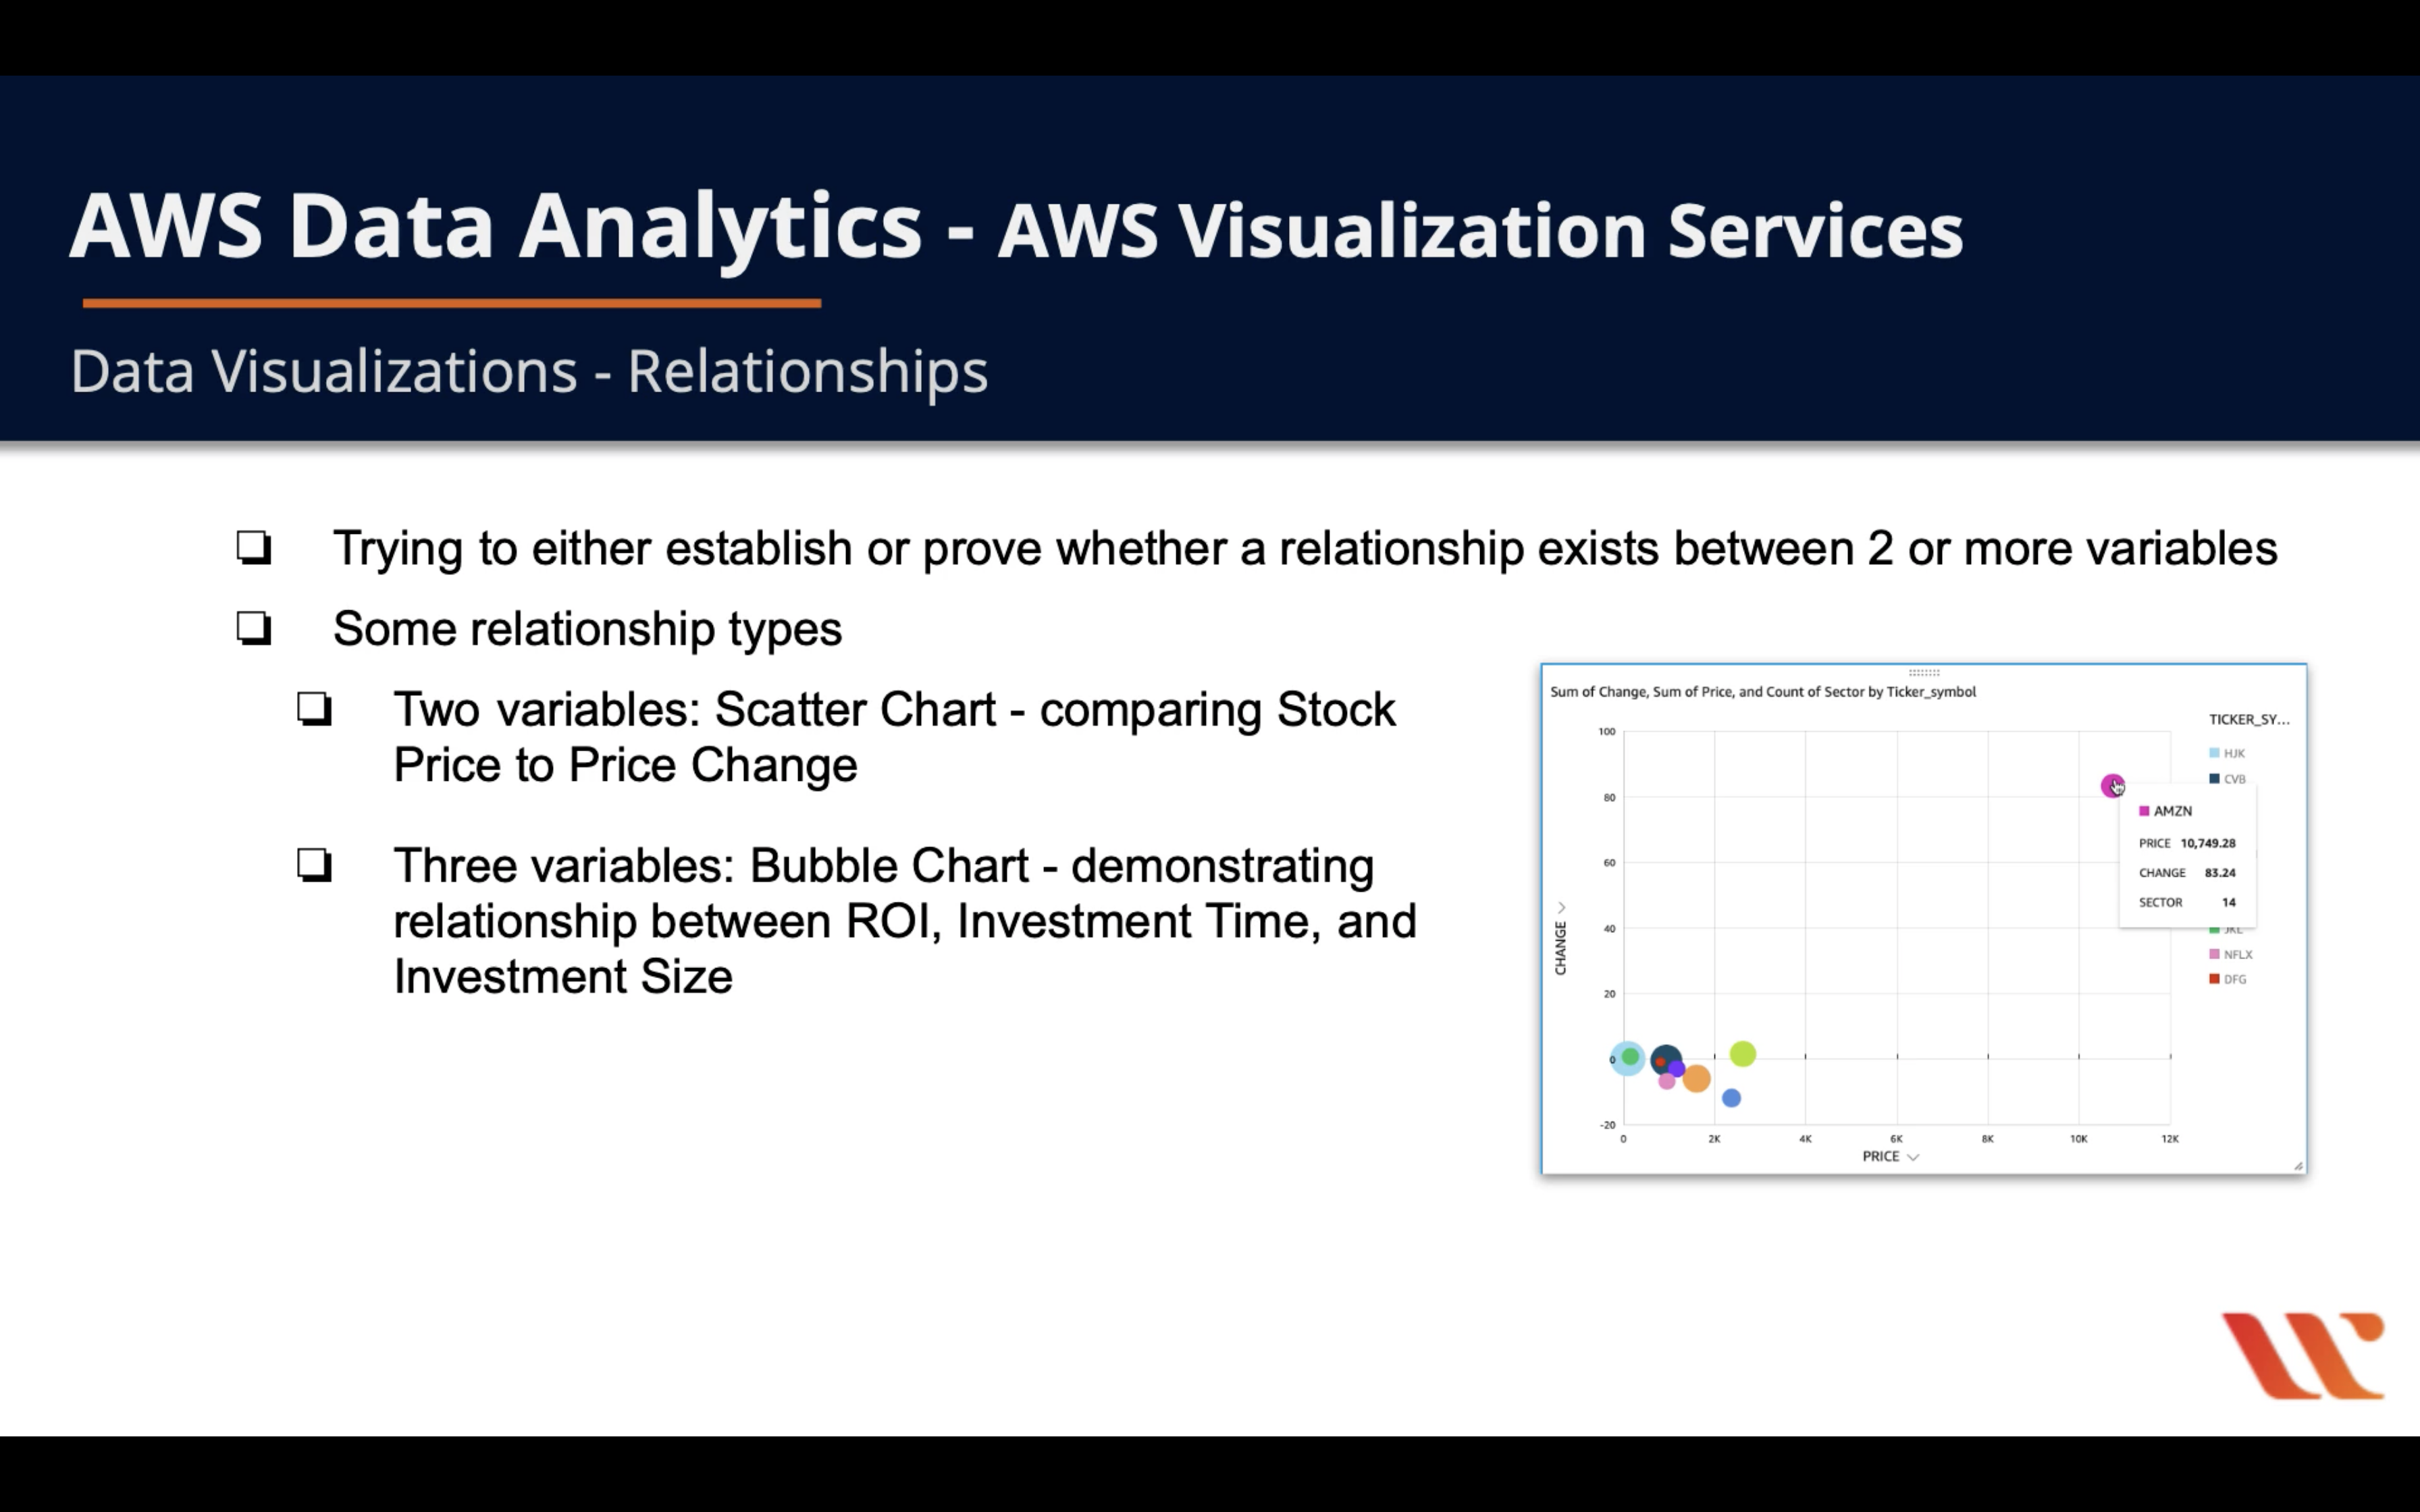 AWS Data Analytics - AWS Visualization Services
Data Visualizations - Relationships
Trying to either establish or prove whether a relationship exists between 2 or more variables
Some relationship types
Two variables: Scatter Chart - comparing Stock
Price to Price Change
Three variables: Bubble Chart - demonstrating
relationship between ROI, Investment Time, and
Investment Size
Sum of Change, Sum of Price, and Count of Sector by Ticker_symbol
TICKER_SY...
HJK
CVB
AMZN
PRICE 10,749.28
CHANGE 83.24
SECTOR 14
JKL
NFLX
DFG
CHANGE
100
80
60
40
20
0
-20
0 2K 4K 6K 8K 10K 12K
PRICE